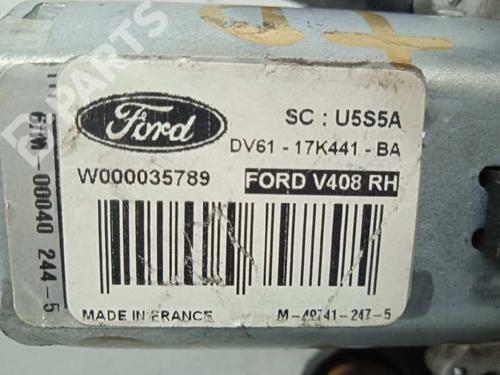 Ford
SC : U5S5A
DV61 - 17K441 - BA
W000035789
FORD V408 RH
MADE IN FRANCE
M-49741-247-5
00040
244-5
PARTS